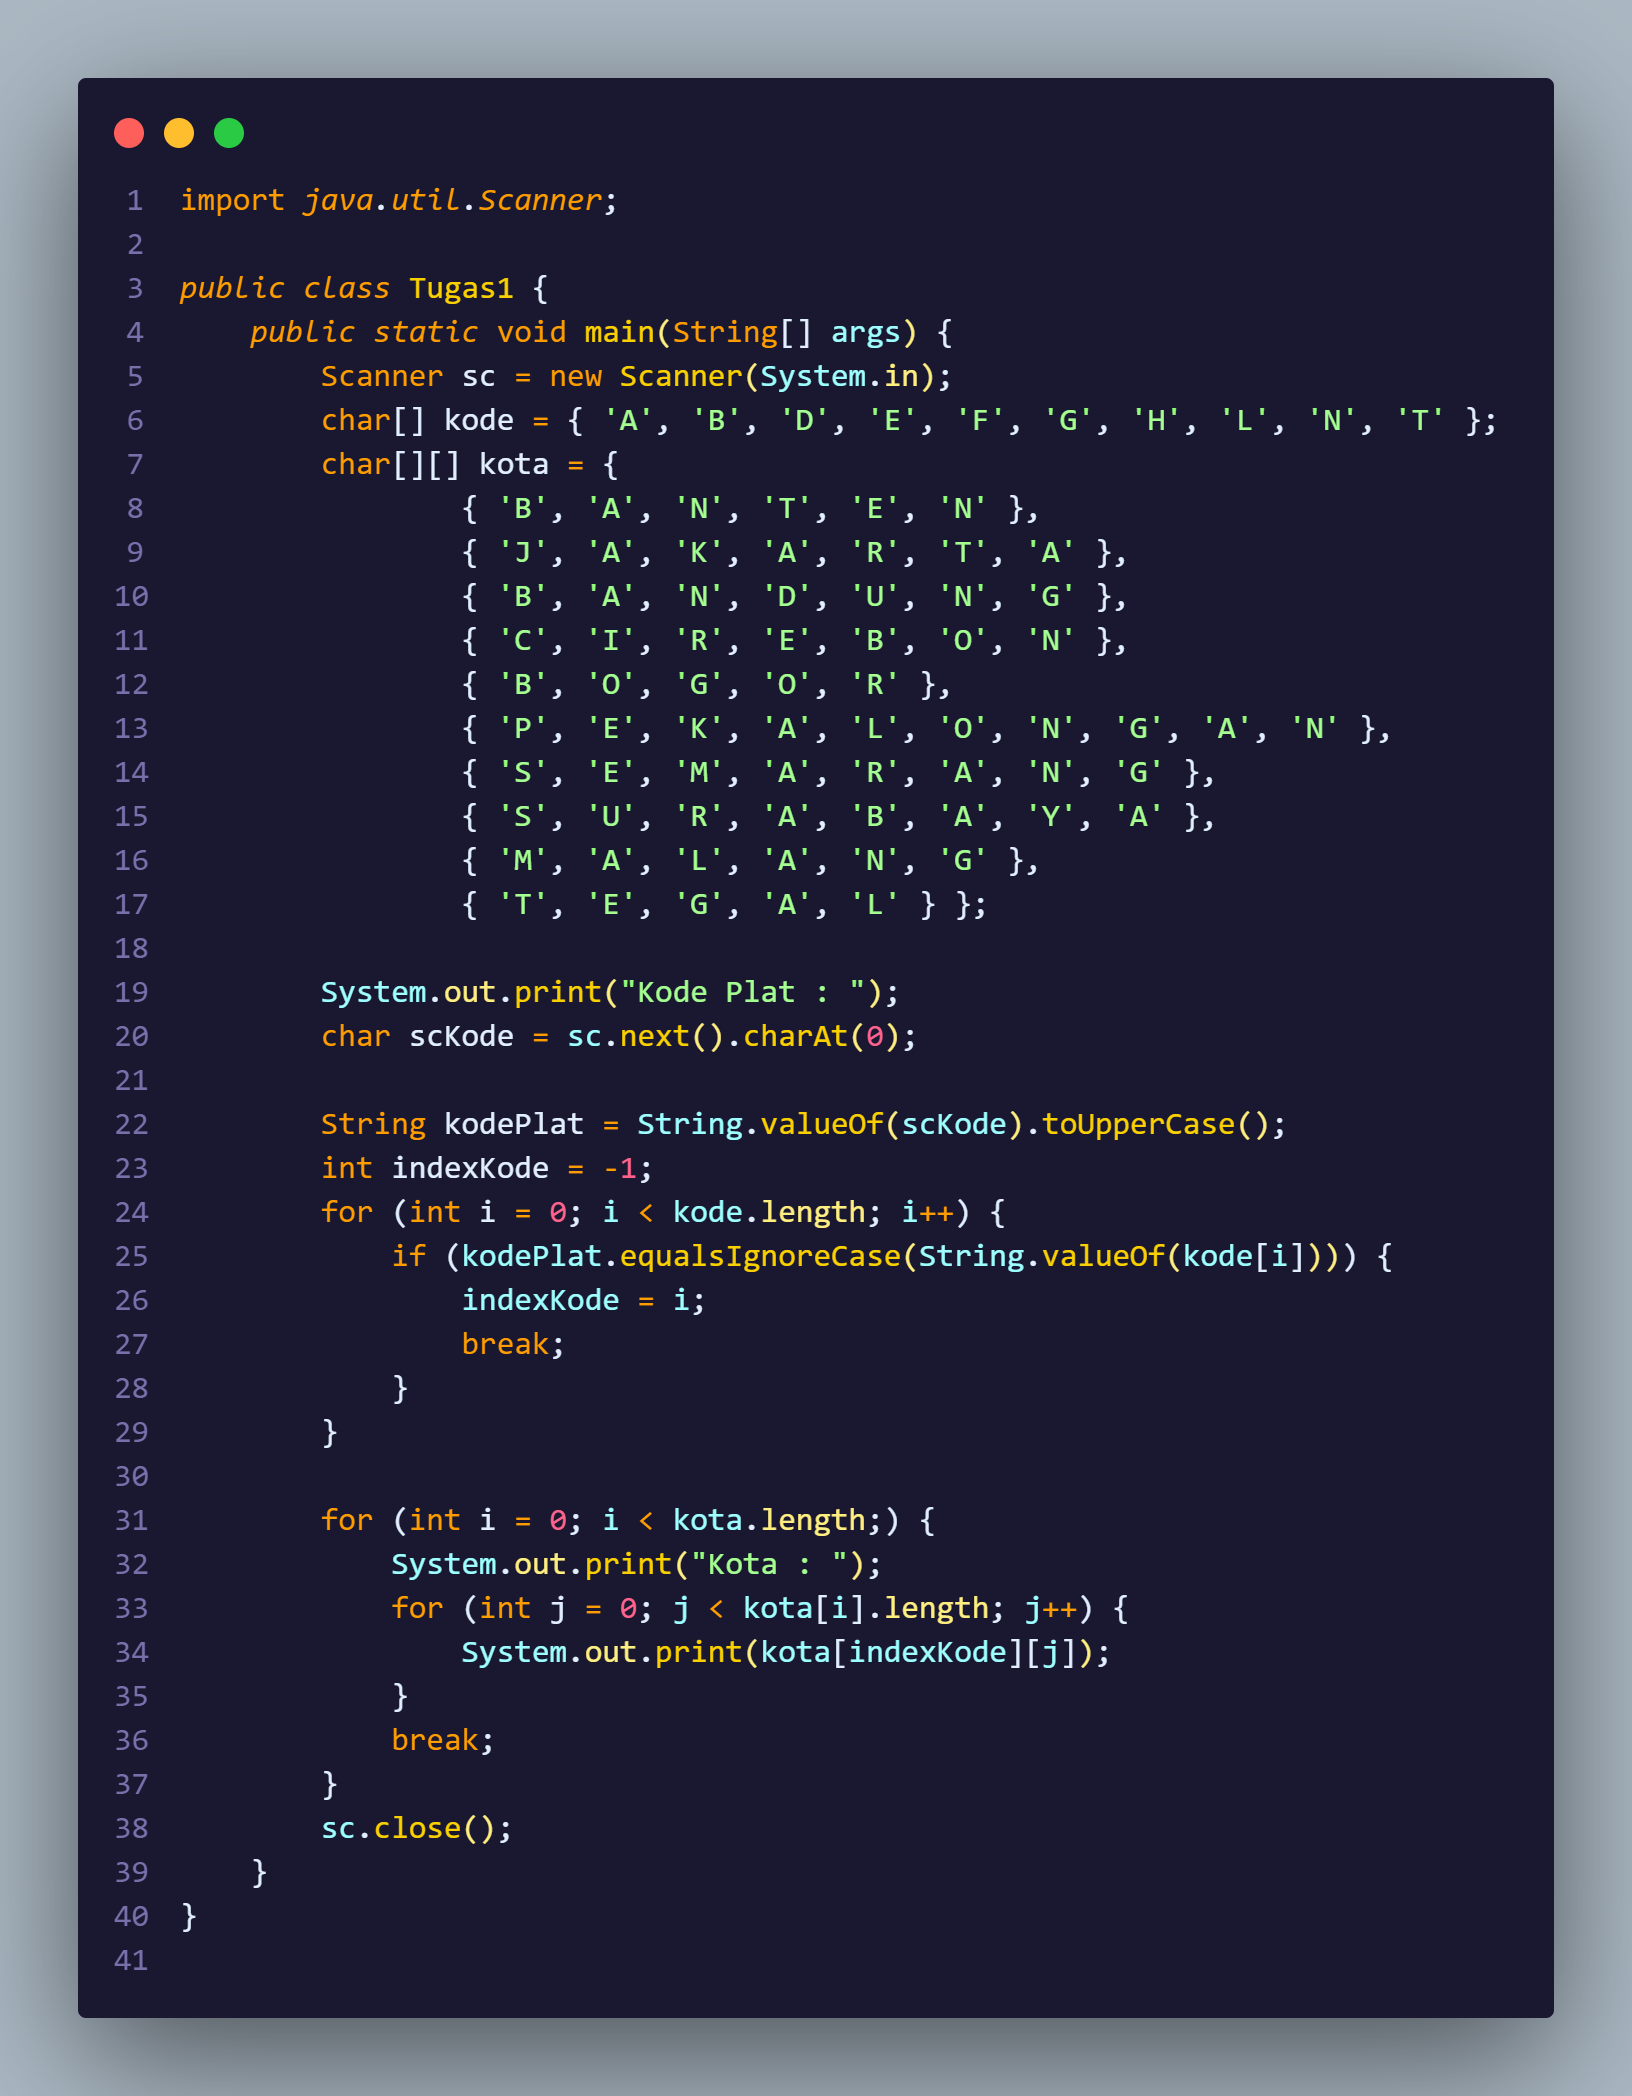 1 import java.util.Scanner;
2
3 public class Tugas1 {
4     public static void main(String[] args) {
5         Scanner sc = new Scanner(System.in);
6         char[] kode = { 'A', 'B', 'D', 'E', 'F', 'G', 'H', 'L', 'N', 'T' };
7         char[][] kota = {
8                 { 'B', 'A', 'N', 'T', 'E', 'N' },
9                 { 'J', 'A', 'K', 'A', 'R', 'T', 'A' },
10                 { 'B', 'A', 'N', 'D', 'U', 'N', 'G' },
11                 { 'C', 'I', 'R', 'E', 'B', 'O', 'N' },
12                 { 'B', 'O', 'G', 'O', 'R' },
13                 { 'P', 'E', 'K', 'A', 'L', 'O', 'N', 'G', 'A', 'N' },
14                 { 'S', 'E', 'M', 'A', 'R', 'A', 'N', 'G' },
15                 { 'S', 'U', 'R', 'A', 'B', 'A', 'Y', 'A' },
16                 { 'M', 'A', 'L', 'A', 'N', 'G' },
17                 { 'T', 'E', 'G', 'A', 'L' } };
18
19         System.out.print("Kode Plat : ");
20         char scKode = sc.next().charAt(0);
21
22         String kodePlat = String.valueOf(scKode).toUpperCase();
23         int indexKode = -1;
24         for (int i = 0; i < kode.length; i++) {
25             if (kodePlat.equalsIgnoreCase(String.valueOf(kode[i]))) {
26                 indexKode = i;
27                 break;
28             }
29         }
30
31         for (int i = 0; i < kota.length;) {
32             System.out.print("Kota : ");
33             for (int j = 0; j < kota[i].length; j++) {
34                 System.out.print(kota[indexKode][j]);
35             }
36             break;
37         }
38         sc.close();
39     }
40 }
41